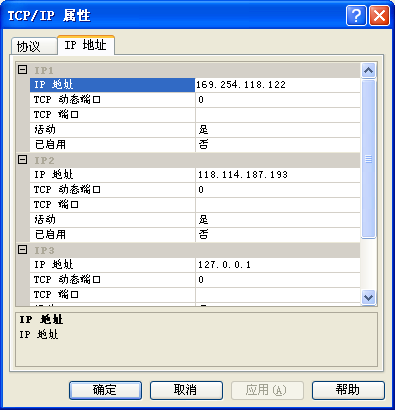 TCP/IP 属性
协议
IP 地址
IP1
IP 地址 169.254.118.122
TCP 动态端口 0
TCP 端口
活动 是
已启用 否
IP2
IP 地址 118.114.187.193
TCP 动态端口 0
TCP 端口
活动 是
已启用 否
IP3
IP 地址 127.0.0.1
TCP 动态端口 0
TCP 端口
IP 地址
IP 地址
确定 取消 应用(A) 帮助